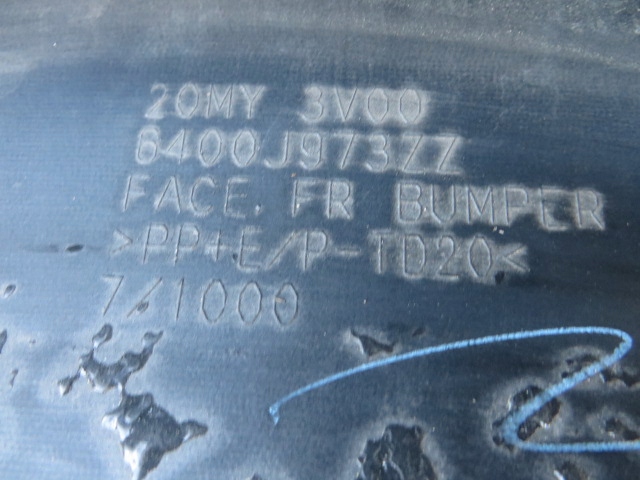 20MY 3V00
6400J973ZZ
FACE, FR BUMPER
>PP+E/P-TD20<
7/1000